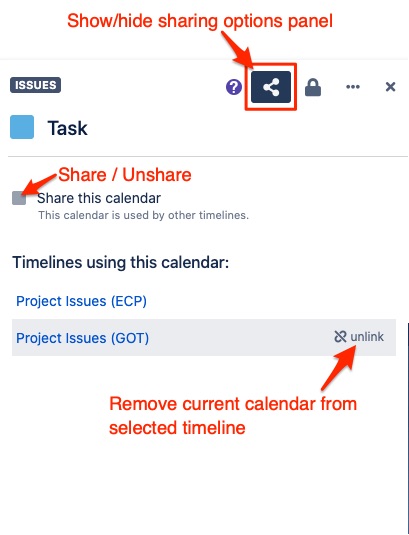 Show/hide sharing options panel
ISSUES
?
Task
Share / Unshare
Share this calendar
This calendar is used by other timelines.
Timelines using this calendar:
Project Issues (ECP)
Project Issues (GOT)
unlink
Remove current calendar from
selected timeline